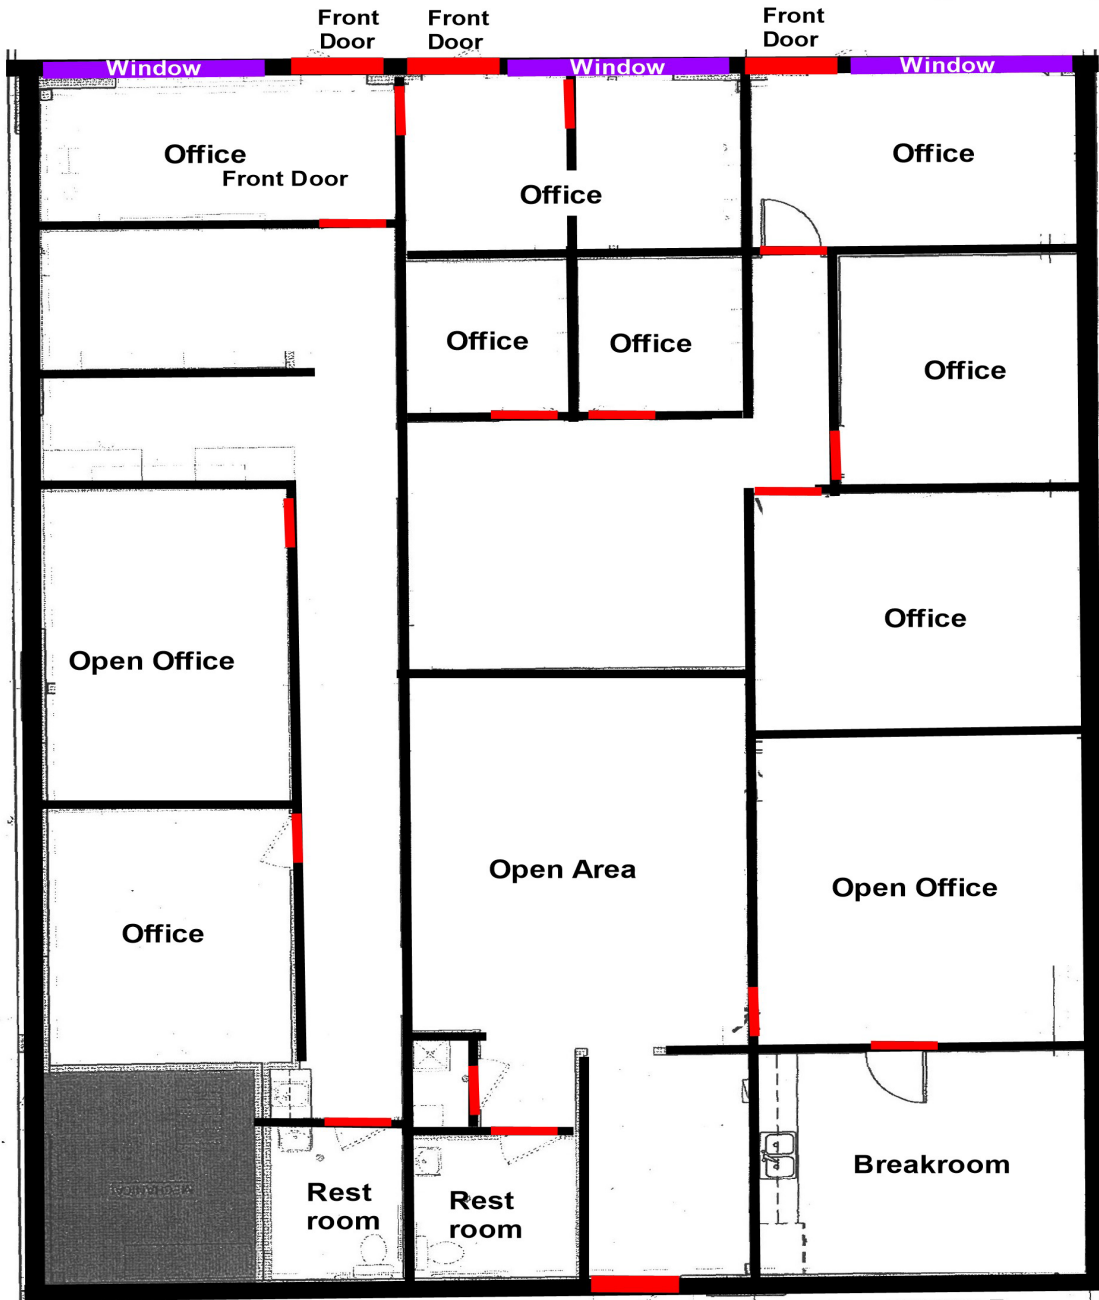 Front
Door
Front
Door
Front
Door
Window
Window
Window
Office
Front Door
Office
Office
Office
Office
Office
Office
Open Office
Open Area
Open Office
Office
Breakroom
Rest
room
Rest
room
MECHANICAL